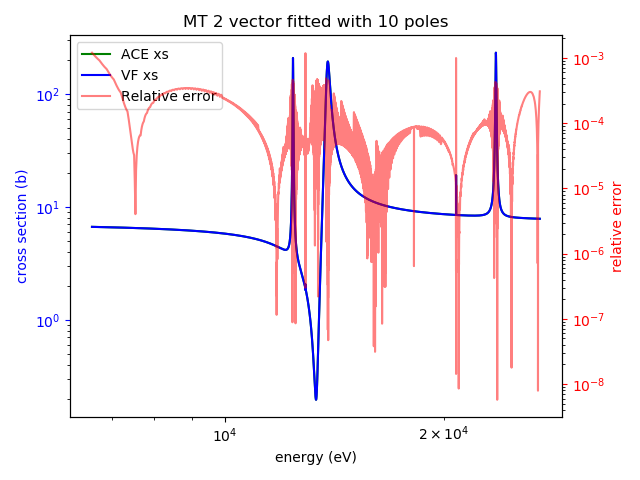 MT 2 vector fitted with 10 poles
ACE xs
VF xs
Relative error
cross section (b)
10²
10¹
10⁰
10⁻³
10⁻⁴
10⁻⁵
10⁻⁶
10⁻⁷
10⁻⁸
relative error
10⁴
2 × 10⁴
energy (eV)